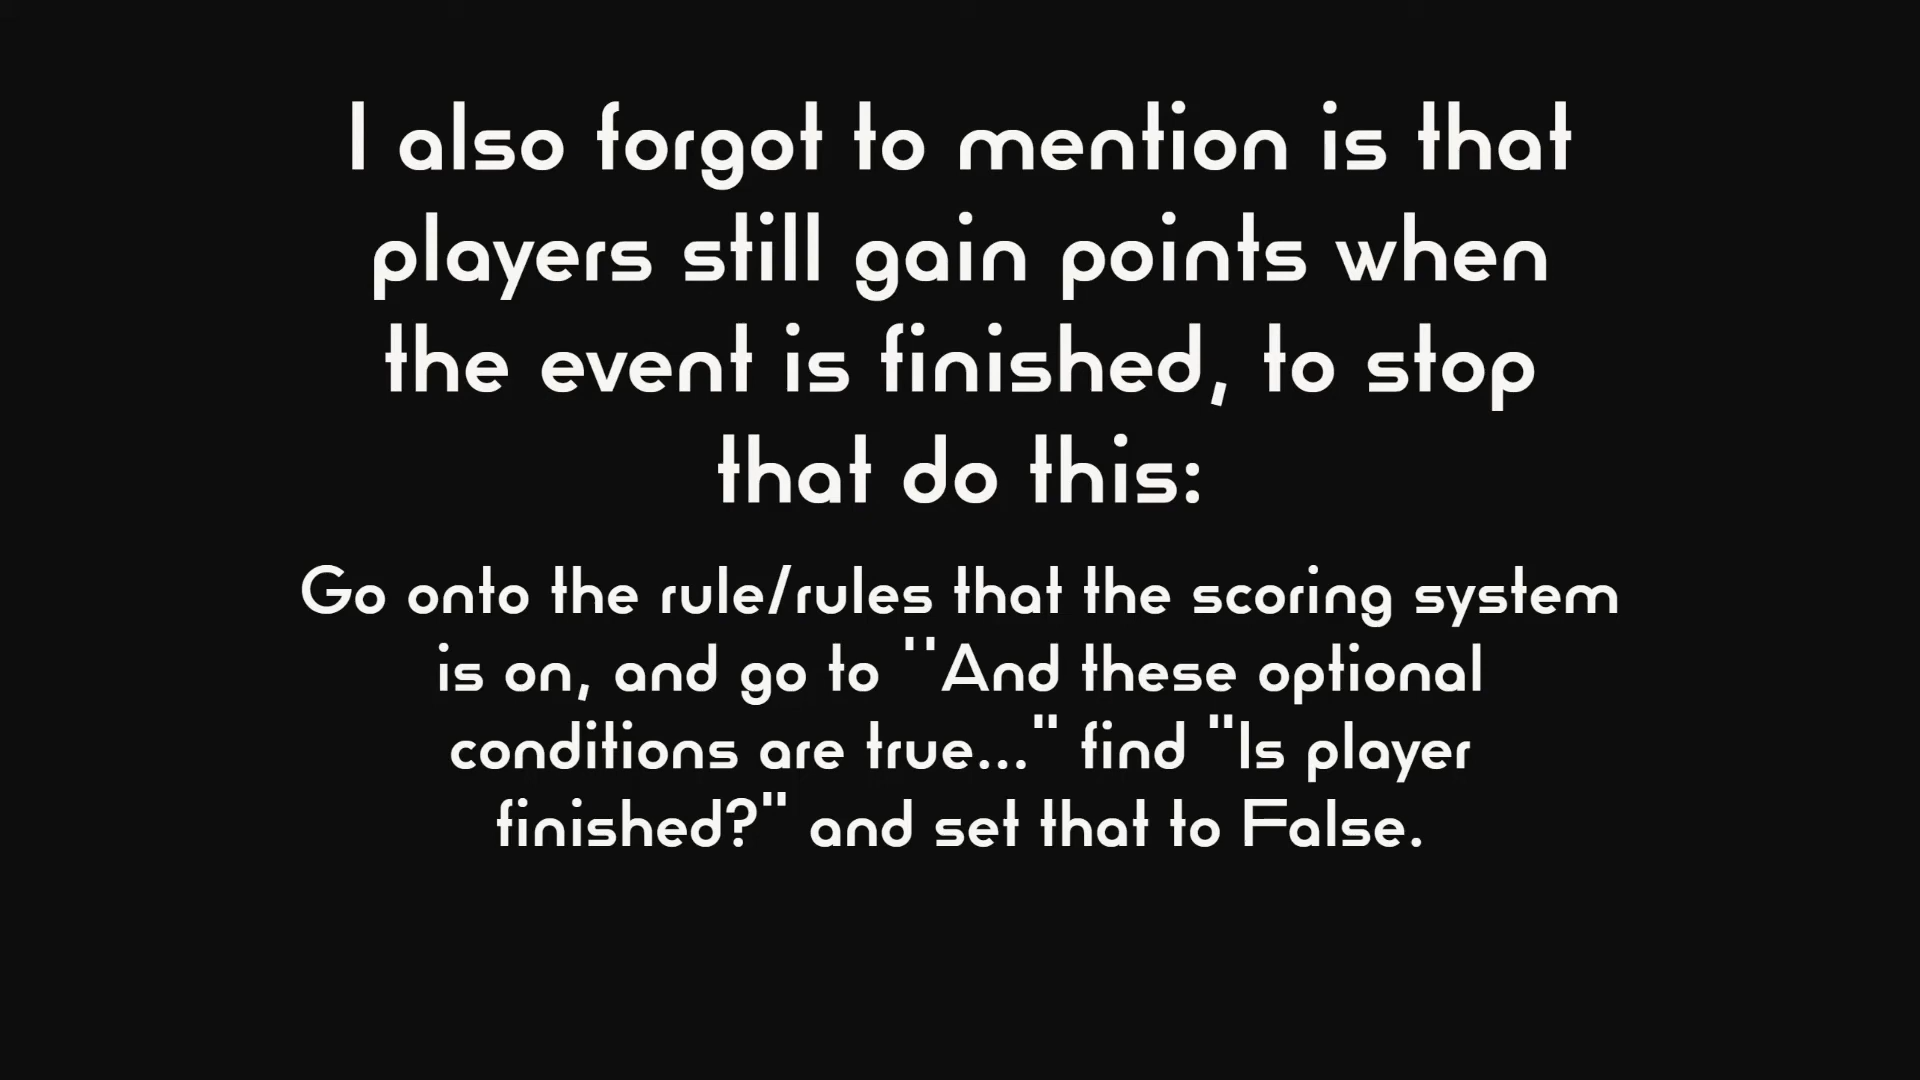 I also forgot to mention is that
players still gain points when
the event is finished, to stop
that do this:
Go onto the rule/rules that the scoring system
is on, and go to ''And these optional
conditions are true..." find "Is player
finished?" and set that to False.